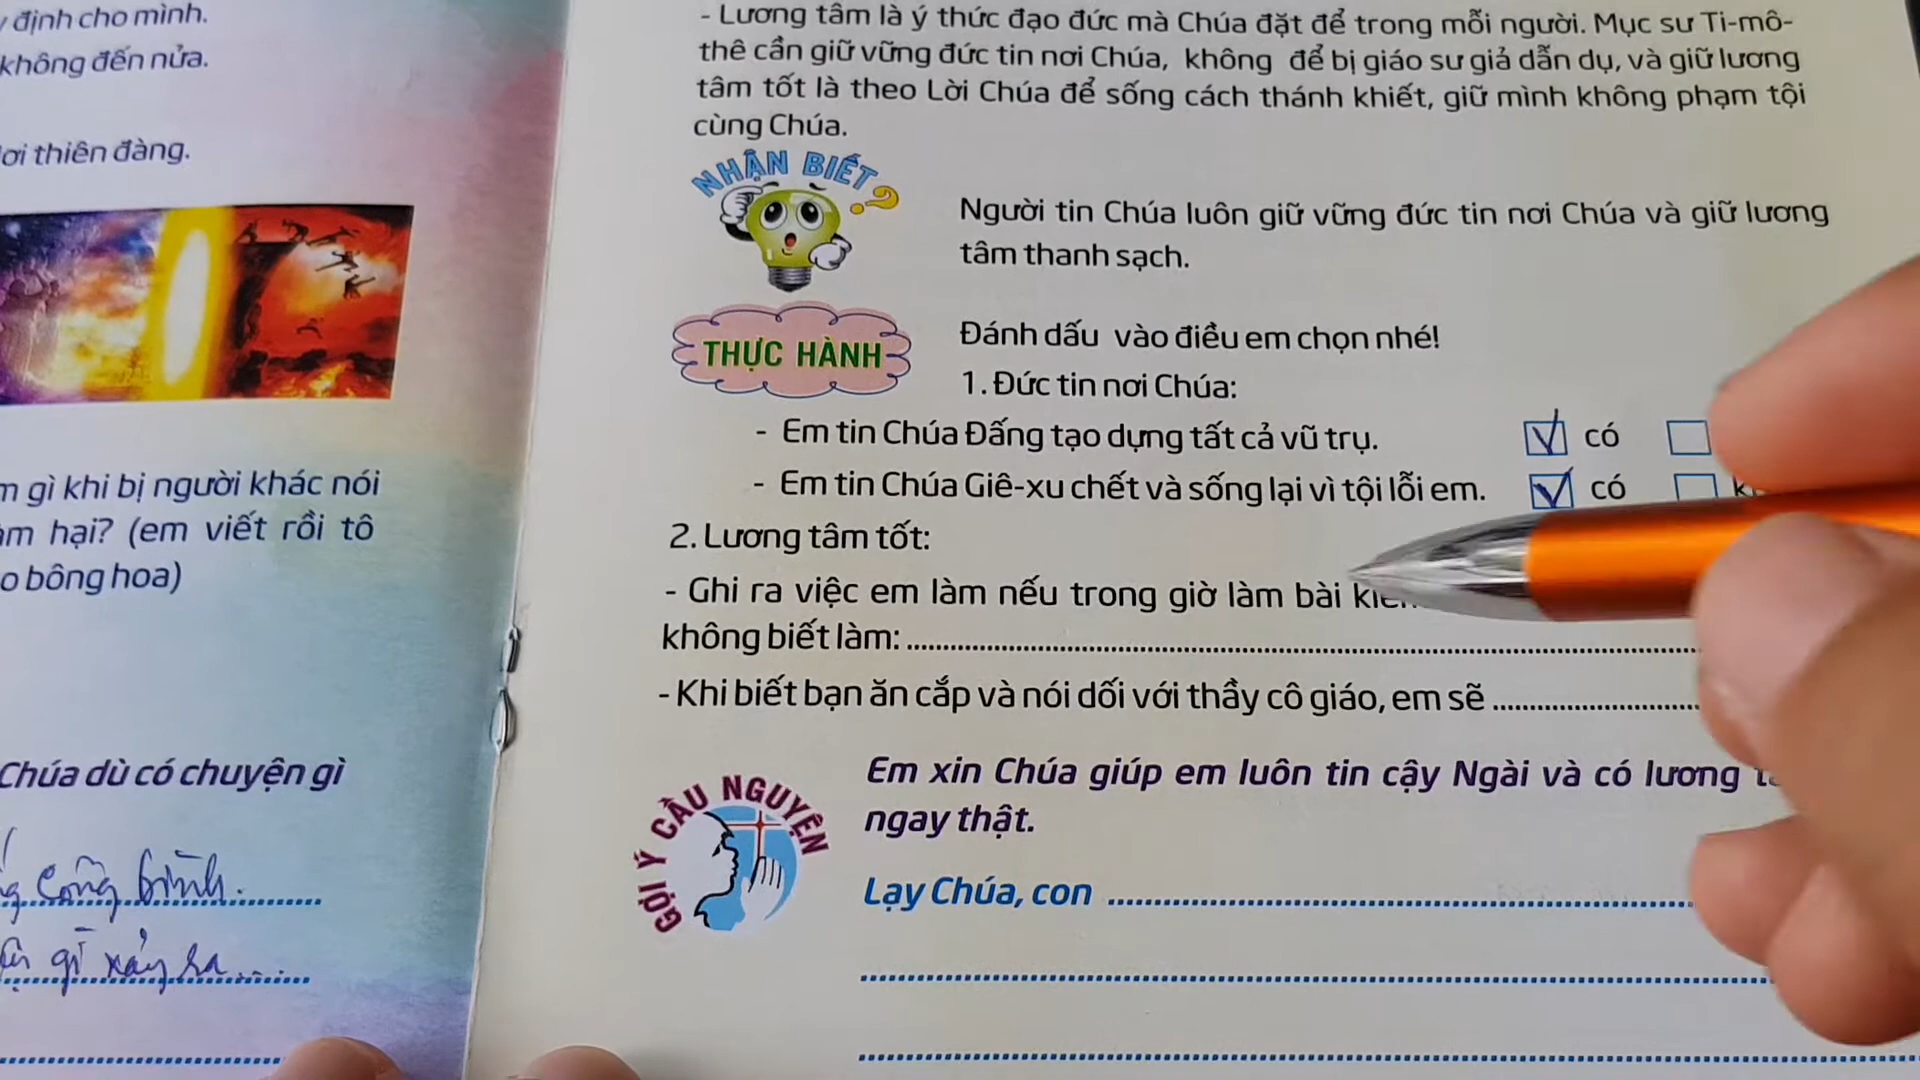 định cho mình.
không đến nửa.
thiên đàng.
gì khi bị người khác nói
hại? (em viết rồi tô
bông hoa)
Chúa dù có chuyện gì
công bình.
gì xảy ra....
- Lương tâm là ý thức đạo đức mà Chúa đặt để trong mỗi người. Mục sư Ti-mô-
thê cần giữ vững đức tin nơi Chúa, không để bị giáo sư giả dẫn dụ, và giữ lương
tâm tốt là theo Lời Chúa để sống cách thánh khiết, giữ mình không phạm tội
cùng Chúa.
NHẬN BIẾT?
Người tin Chúa luôn giữ vững đức tin nơi Chúa và giữ lương
tâm thanh sạch.
THỰC HÀNH
Đánh dấu vào điều em chọn nhé!
1. Đức tin nơi Chúa:
- Em tin Chúa Đấng tạo dựng tất cả vũ trụ. có
- Em tin Chúa Giê-xu chết và sống lại vì tội lỗi em. có
2. Lương tâm tốt:
- Ghi ra việc em làm nếu trong giờ làm bài
không biết làm:
- Khi biết bạn ăn cắp và nói dối với thầy cô giáo, em sẽ
GỢI Ý CẦU NGUYỆN
Em xin Chúa giúp em luôn tin cậy Ngài và có lương
ngay thật.
Lạy Chúa, con